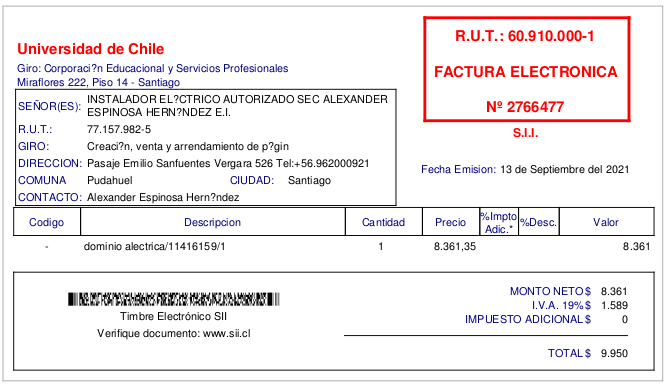 Universidad de Chile
Giro: Corporaci?n Educacional y Servicios Profesionales
Miraflores 222, Piso 14 - Santiago
R.U.T.: 60.910.000-1
FACTURA ELECTRONICA
Nº 2766477
S.I.I.
SEÑOR(ES): INSTALADOR EL?CTRICO AUTORIZADO SEC ALEXANDER
ESPINOSA HERN?NDEZ E.I.
R.U.T.: 77.157.982-5
GIRO: Creaci?n, venta y arrendamiento de p?gin
DIRECCION: Pasaje Emilio Sanfuentes Vergara 526 Tel:+56.962000921
COMUNA Pudahuel CIUDAD: Santiago
CONTACTO: Alexander Espinosa Hern?ndez
Fecha Emision: 13 de Septiembre del 2021
Codigo Descripcion Cantidad Precio %Impto Adic.* %Desc. Valor
- dominio alectrica/11416159/1 1 8.361,35 8.361
Timbre Electrónico SII
Verifique documento: www.sii.cl
MONTO NETO $ 8.361
I.V.A. 19% $ 1.589
IMPUESTO ADICIONAL $ 0
TOTAL $ 9.950